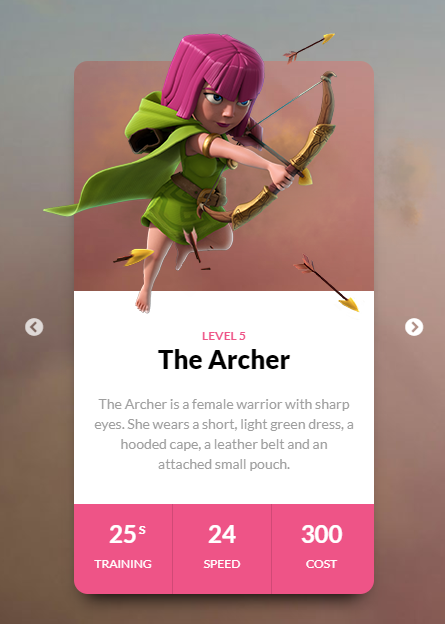 LEVEL 5
The Archer
The Archer is a female warrior with sharp
eyes. She wears a short, light green dress, a
hooded cape, a leather belt and an
attached small pouch.
25S 24 300
TRAINING SPEED COST